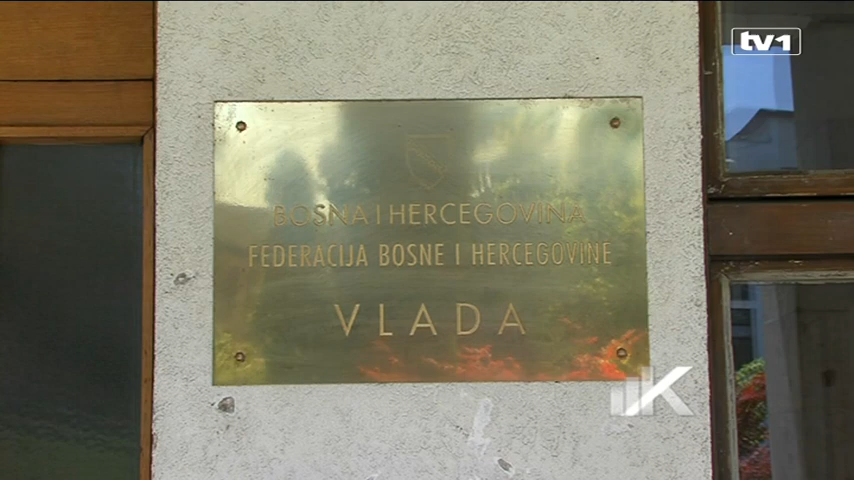 tv1
BOSNA I HERCEGOVINA
FEDERACIJA BOSNE I HERCEGOVINE
VLADA
K